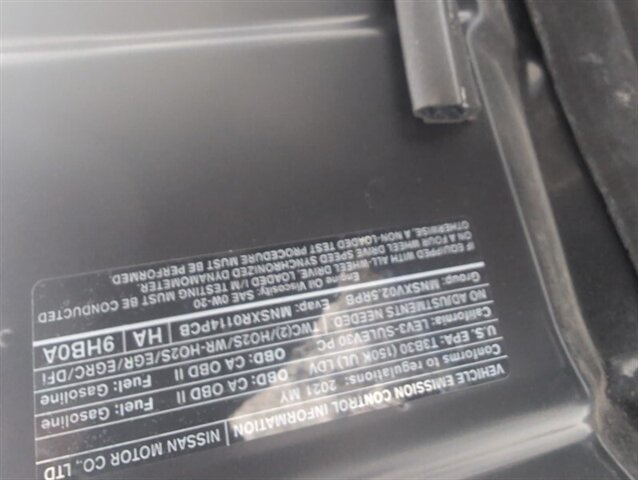 VEHICLE EMISSION CONTROL INFORMATION NISSAN MOTOR CO., LTD
Conforms to regulations: 2021 MY
U.S. EPA: T3B30 (150K UL) LDV OBD: CA OBD II Fuel: Gasoline
California: LEV3-SULEV30 PC OBD: CA OBD II Fuel: Gasoline
NO ADJUSTMENTS NEEDED TWC(2)/HO2S/WR-HO2S/EGR/EGRC/DFI
Group: MNSXV02.5BPB Evap: MNSXR0114PCB HA 9HB0A
Engine Oil Viscosity: SAE 0W-20
IF EQUIPPED WITH ALL-WHEEL DRIVE, LOADED I/M TESTING MUST BE CONDUCTED
ON A FOUR WHEEL DRIVE SPEED SYNCHRONIZED DYNAMOMETER.
OTHERWISE, A NON-LOADED TEST PROCEDURE MUST BE PERFORMED